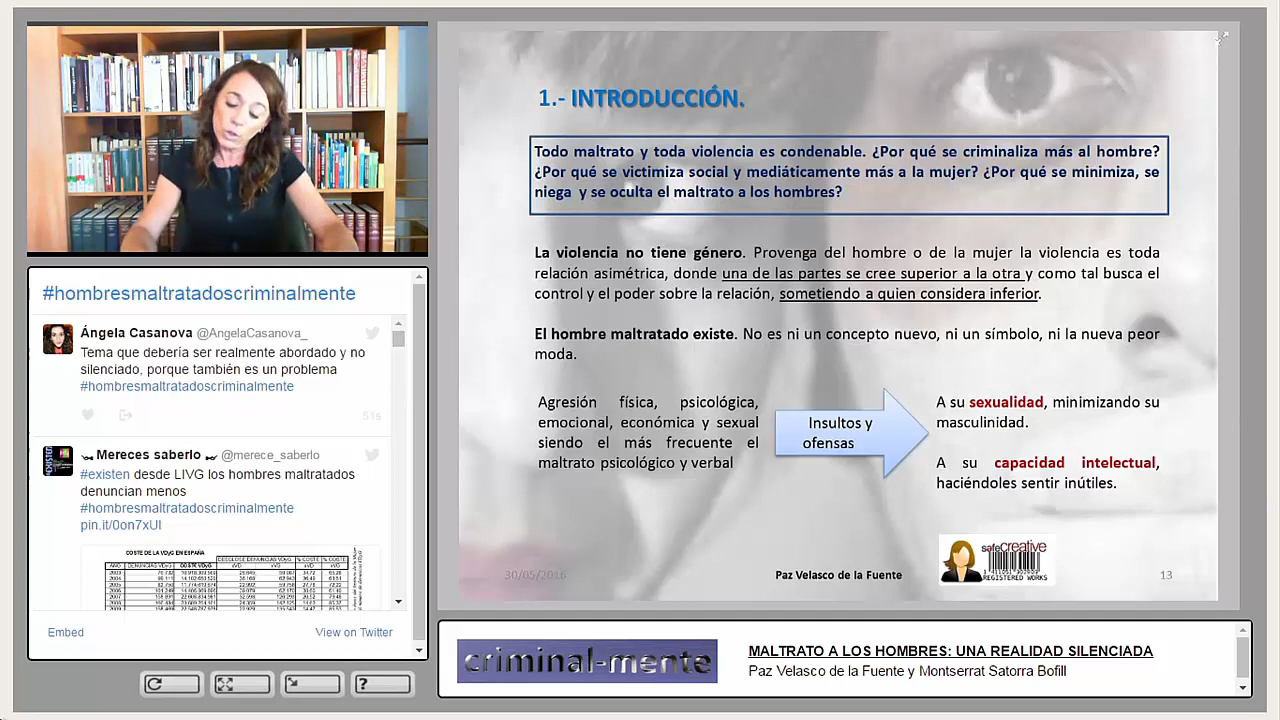 1.- INTRODUCCIÓN.
Todo maltrato y toda violencia es condenable. ¿Por qué se criminaliza más al hombre?
¿Por qué se victimiza social y mediáticamente más a la mujer? ¿Por qué se minimiza, se
niega y se oculta el maltrato a los hombres?
La violencia no tiene género. Provenga del hombre o de la mujer la violencia es toda
relación asimétrica, donde una de las partes se cree superior a la otra y como tal busca el
control y el poder sobre la relación, sometiendo a quien considera inferior.
El hombre maltratado existe. No es ni un concepto nuevo, ni un símbolo, ni la nueva peor
moda.
Agresión física, psicológica,
emocional, económica y sexual
siendo el más frecuente el
maltrato psicológico y verbal
Insultos y
ofensas
A su sexualidad, minimizando su
masculinidad.
A su capacidad intelectual,
haciéndoles sentir inútiles.
30/05/2016
Paz Velasco de la Fuente
safeCreative
REGISTERED WORKS
13
#hombresmaltratadoscriminalmente
Ángela Casanova @AngelaCasanova_
Tema que debería ser realmente abordado y no
silenciado, porque también es un problema
#hombresmaltratadoscriminalmente
51s
Mereces saberlo @merece_saberlo
#existen desde LIVG los hombres maltratados
denuncian menos
#hombresmaltratadoscriminalmente
pin.it/0on7xUl
COSTE DE LA VDyG EN ESPAÑA
Embed
View on Twitter
?
criminal-mente
MALTRATO A LOS HOMBRES: UNA REALIDAD SILENCIADA
Paz Velasco de la Fuente y Montserrat Satorra Bofill